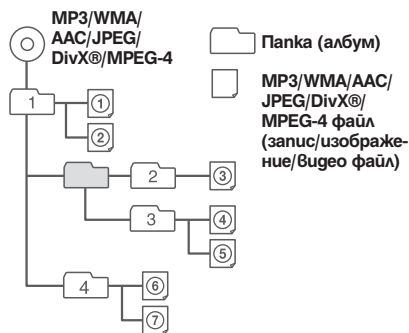 MP3/WMA/
AAC/JPEG/
DivX®/MPEG-4
Папка (албум)
MP3/WMA/AAC/
JPEG/DivX®/
MPEG-4 файл
(запис/изображе-
ние/видео файл)
1
①
②
2
③
3
④
⑤
4
⑥
⑦